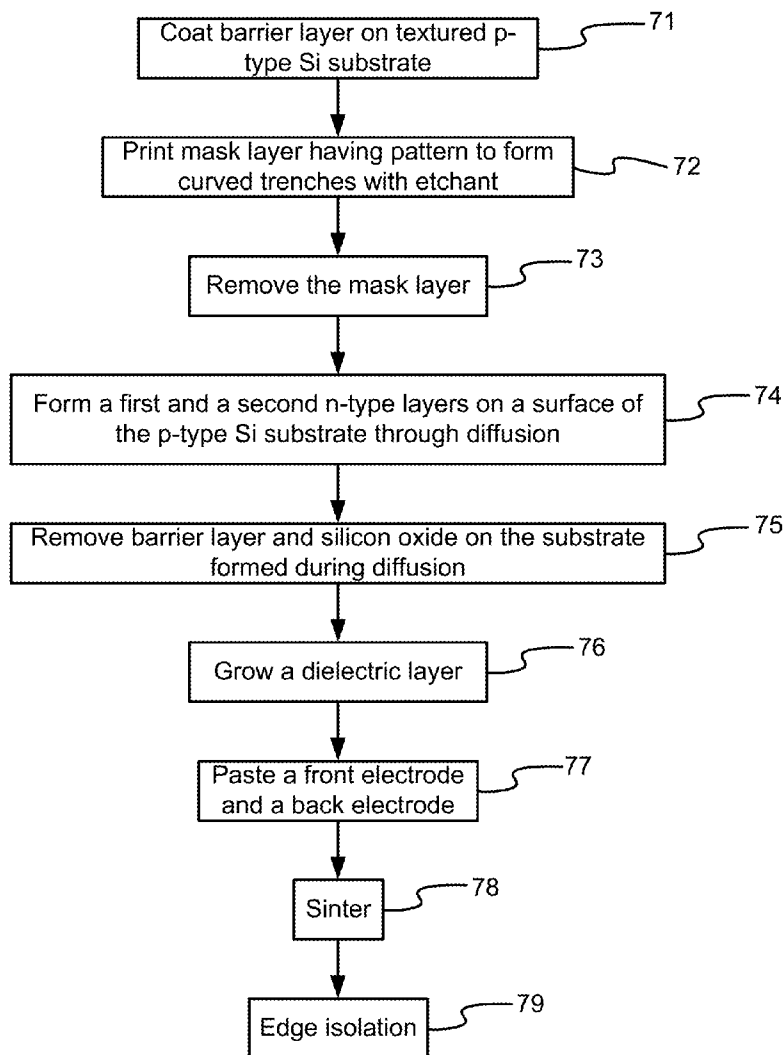 Coat barrier layer on textured p-
type Si substrate
71
Print mask layer having pattern to form
curved trenches with etchant
72
Remove the mask layer
73
Form a first and a second n-type layers on a surface of
the p-type Si substrate through diffusion
74
Remove barrier layer and silicon oxide on the substrate
formed during diffusion
75
Grow a dielectric layer
76
Paste a front electrode
and a back electrode
77
Sinter
78
Edge isolation
79